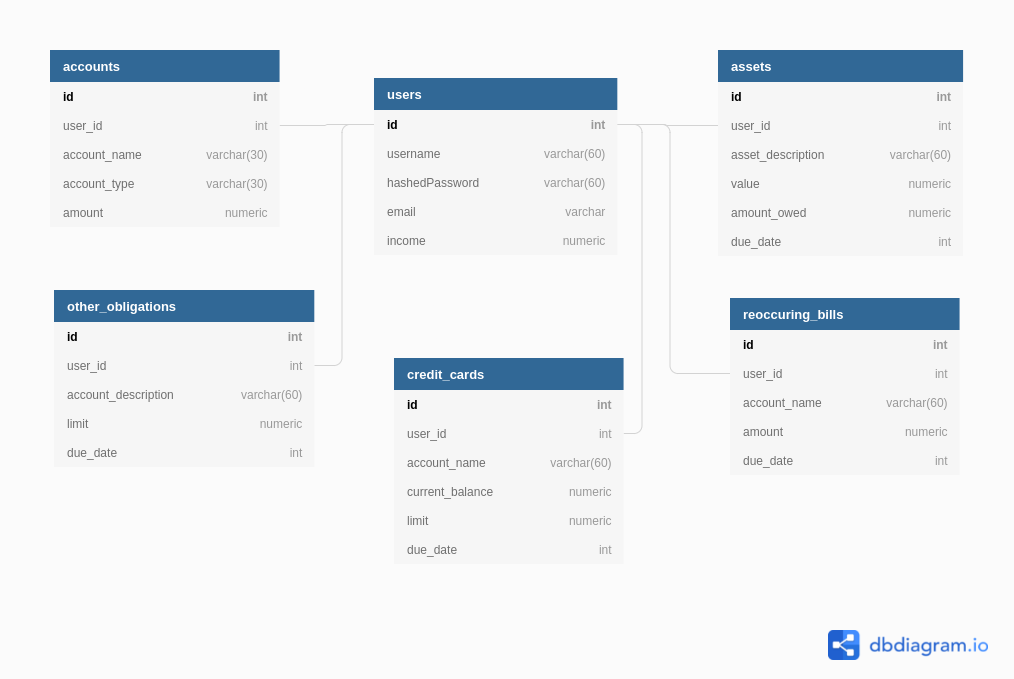 accounts
id int
user_id int
account_name varchar(30)
account_type varchar(30)
amount numeric
users
id int
username varchar(60)
hashedPassword varchar(60)
email varchar
income numeric
assets
id int
user_id int
asset_description varchar(60)
value numeric
amount_owed numeric
due_date int
other_obligations
id int
user_id int
account_description varchar(60)
limit numeric
due_date int
credit_cards
id int
user_id int
account_name varchar(60)
current_balance numeric
limit numeric
due_date int
reoccuring_bills
id int
user_id int
account_name varchar(60)
amount numeric
due_date int
dbdiagram.io